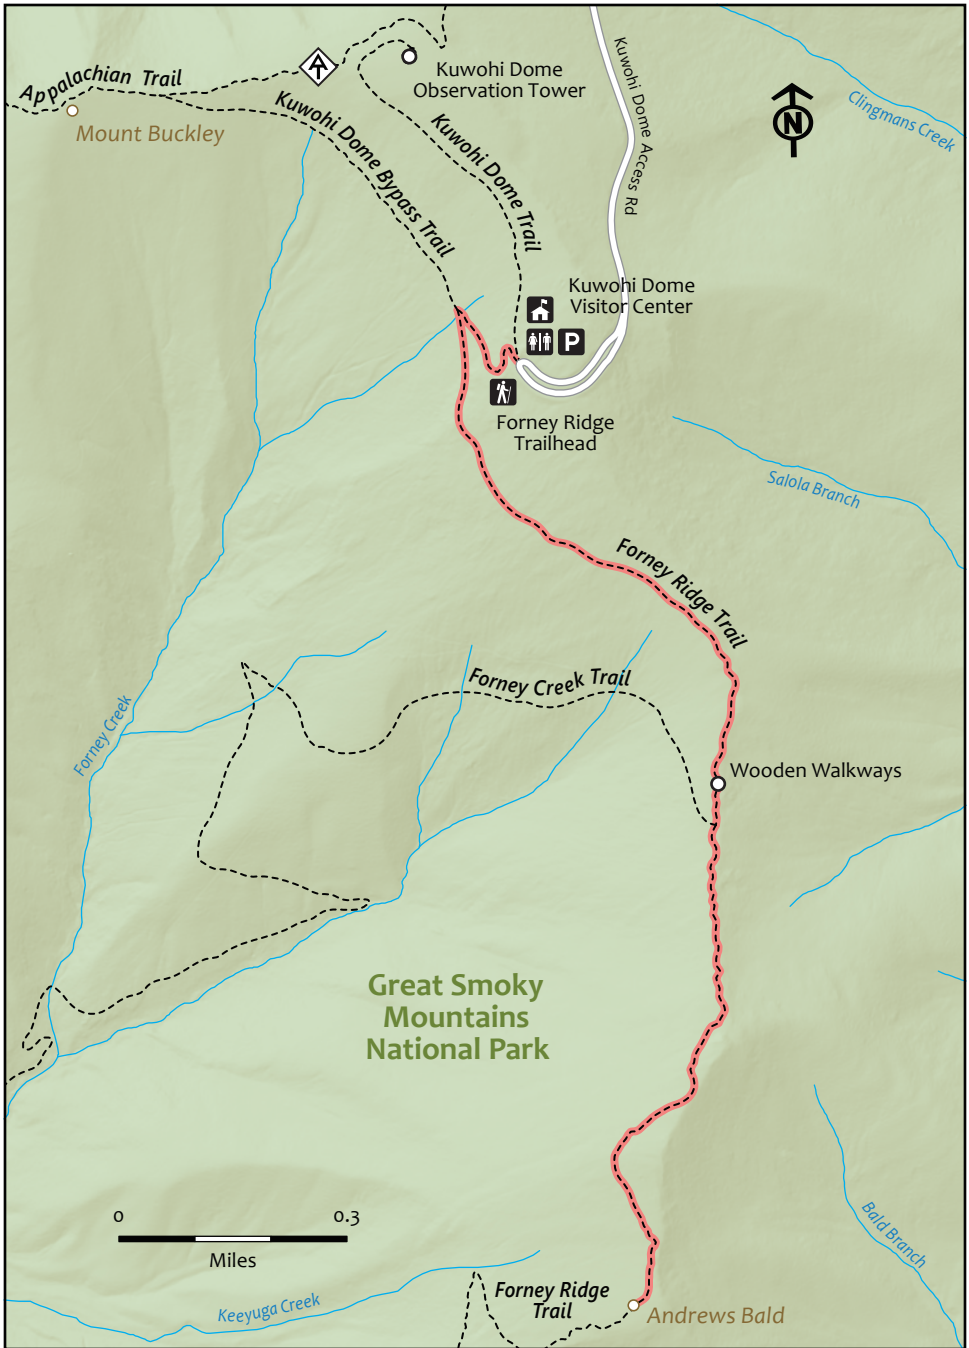 Appalachian Trail
Mount Buckley
Kuwohi Dome
Observation Tower
Kuwohi Dome Access Rd
N
Clingmans Creek
Kuwohi Dome Bypass Trail
Kuwohi Dome Trail
Kuwohi Dome
Visitor Center
P
Forney Ridge
Trailhead
Salola Branch
Forney Ridge Trail
Forney Creek Trail
Forney Creek
Wooden Walkways
Great Smoky
Mountains
National Park
0 0.3
Miles
Bald Branch
Keeyuga Creek
Forney Ridge
Trail
Andrews Bald